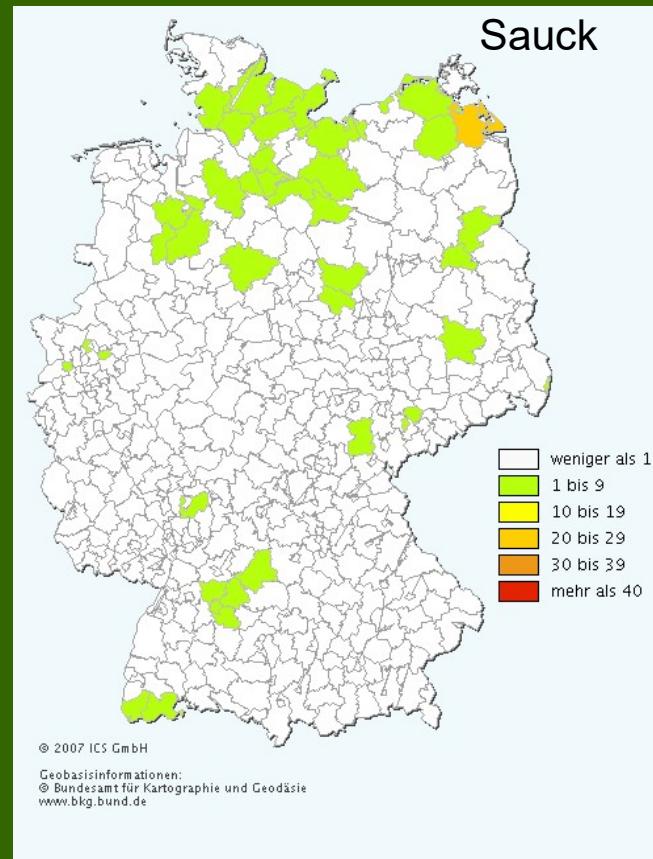 Sauck
weniger als 1
1 bis 9
10 bis 19
20 bis 29
30 bis 39
mehr als 40
© 2007 ICS GmbH
Geobasisinformationen:
© Bundesamt für Kartographie und Geodäsie
www.bkg.bund.de